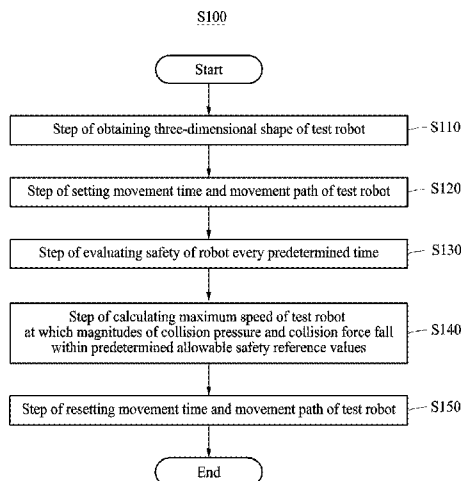 S100
Start
Step of obtaining three-dimensional shape of test robot
S110
Step of setting movement time and movement path of test robot
S120
Step of evaluating safety of robot every predetermined time
S130
Step of calculating maximum speed of test robot
at which magnitudes of collision pressure and collision force fall
within predetermined allowable safety reference values
S140
Step of resetting movement time and movement path of test robot
S150
End